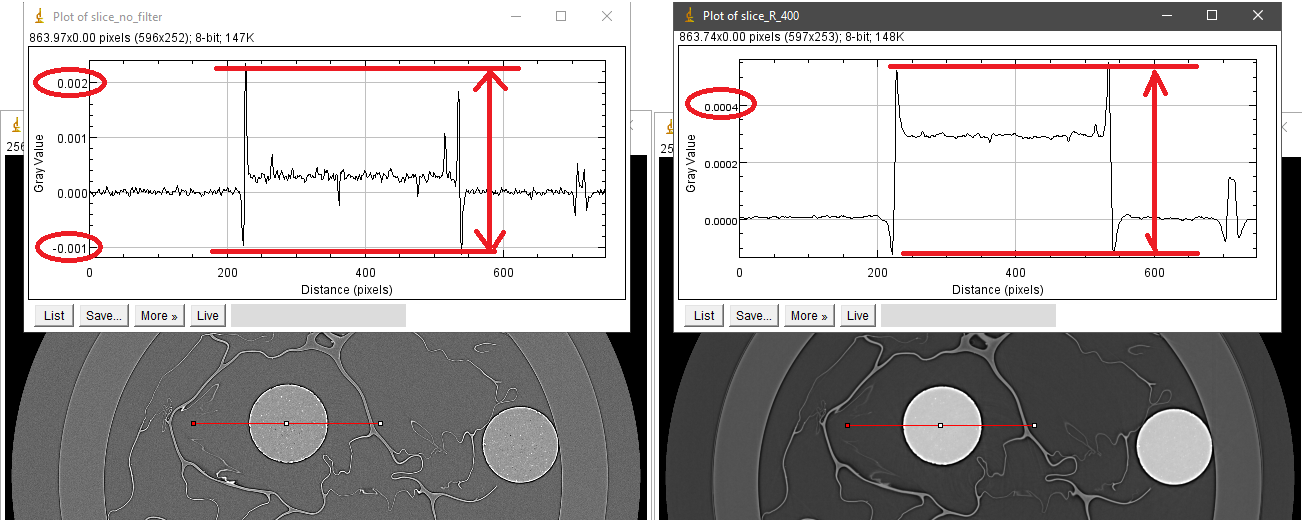 Plot of slice_no_filter
863.97x0.00 pixels (596x252); 8-bit; 147K
0.002
0.001
0.000
-0.001
Gray Value
0
200
400
600
Distance (pixels)
List
Save...
More »
Live
256
Plot of slice_R_400
863.74x0.00 pixels (597x253); 8-bit; 148K
0.0004
0.0002
0.0000
Gray Value
0
200
400
600
Distance (pixels)
List
Save...
More »
Live
25